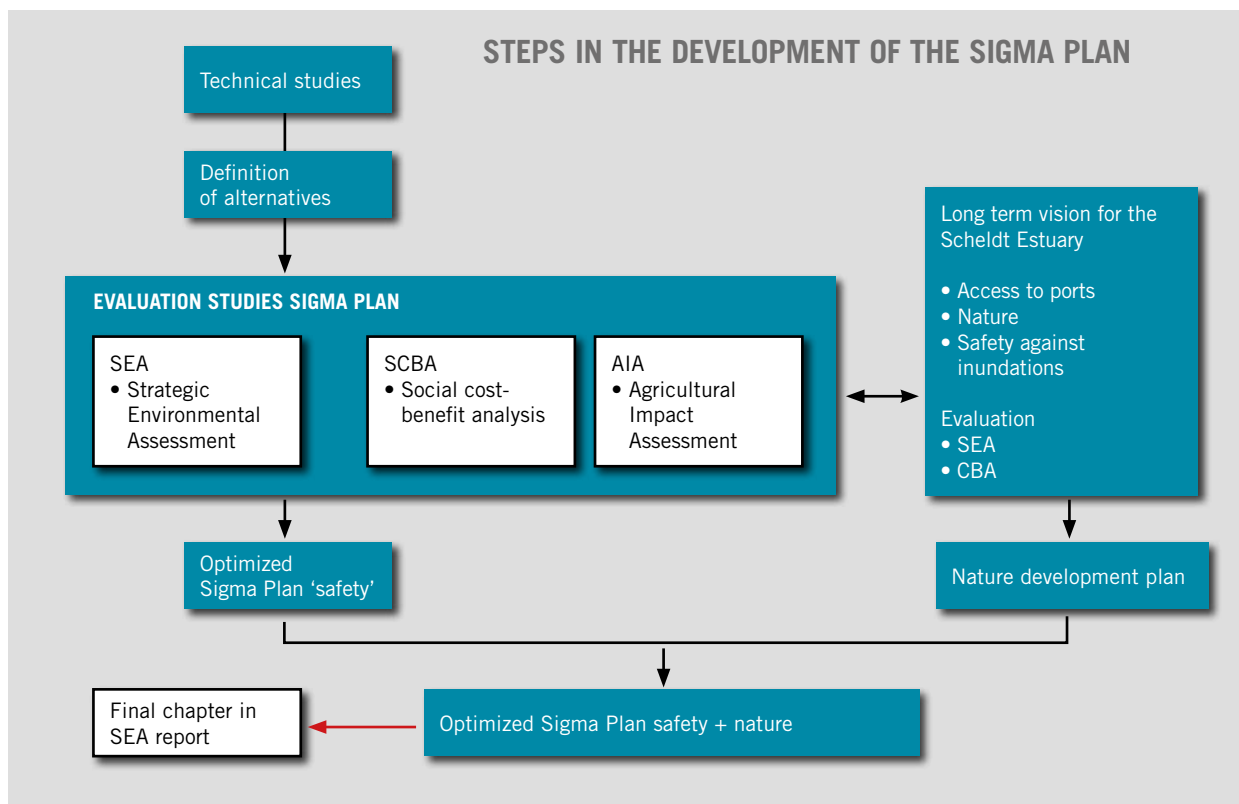 STEPS IN THE DEVELOPMENT OF THE SIGMA PLAN
Technical studies
Definition
of alternatives
EVALUATION STUDIES SIGMA PLAN
SEA
• Strategic
Environmental
Assessment
SCBA
• Social cost-
benefit analysis
AIA
• Agricultural
Impact
Assessment
Long term vision for the
Scheldt Estuary
• Access to ports
• Nature
• Safety against
inundations
Evaluation
• SEA
• CBA
Optimized
Sigma Plan ‘safety’
Nature development plan
Final chapter in
SEA report
Optimized Sigma Plan safety + nature